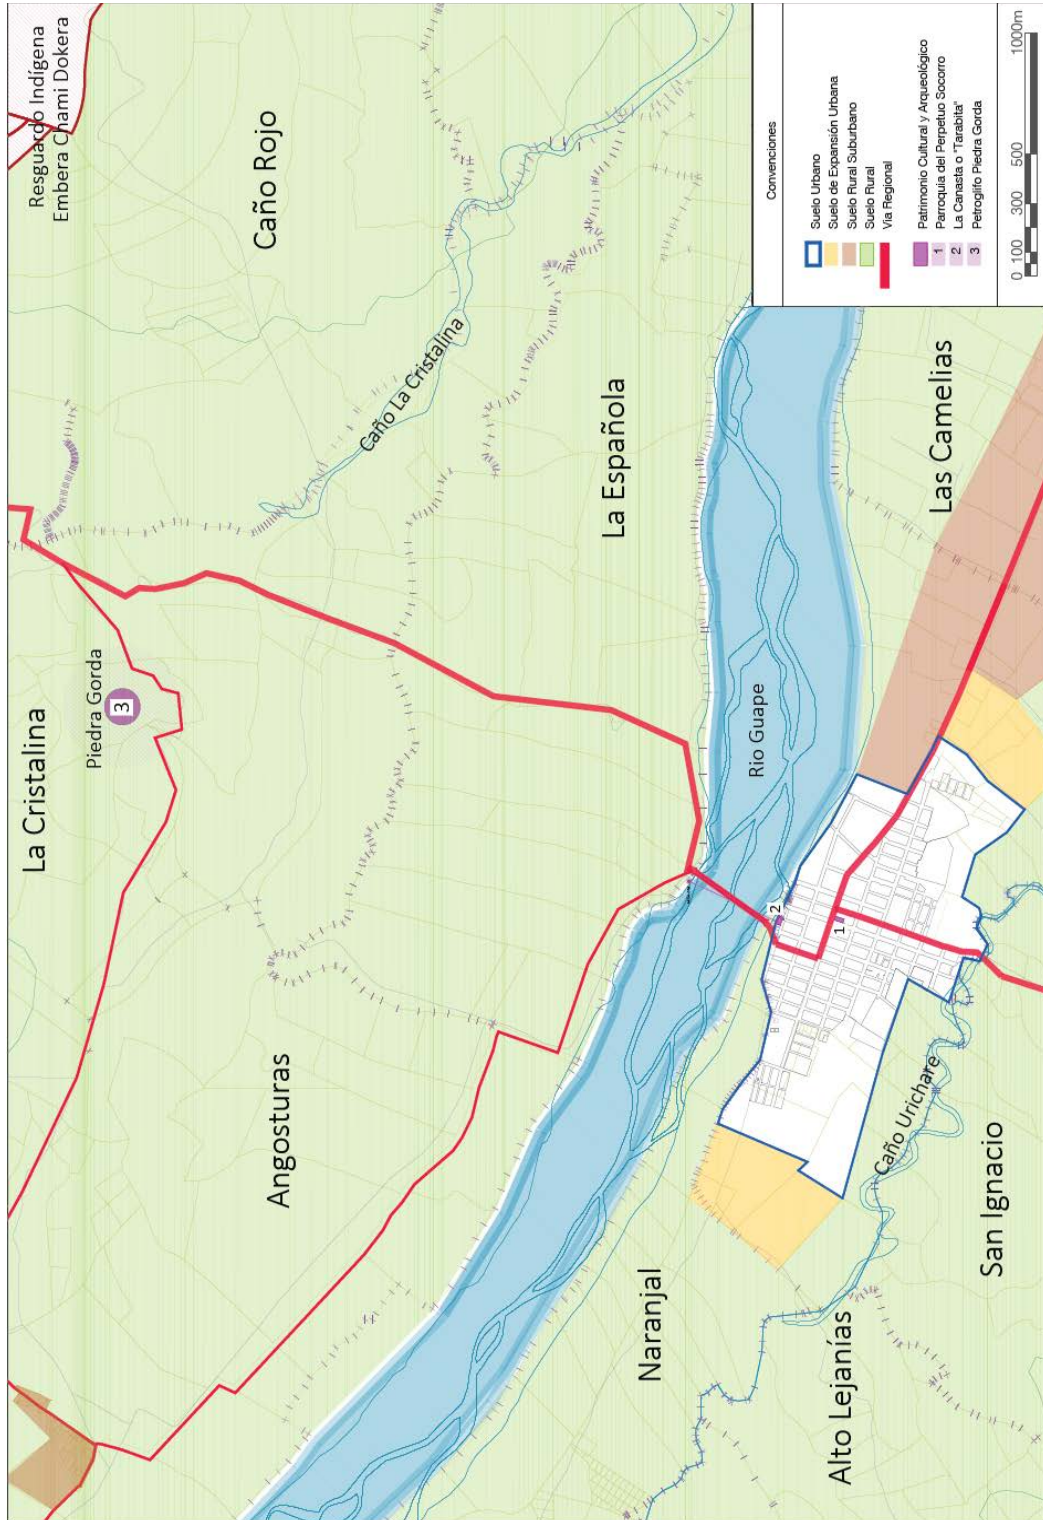 Resguardo Indígena
Embera Chami Dokera
La Cristalina
Piedra Gorda
3
Caño Rojo
Caño La Cristalina
Angosturas
La Española
Rio Guape
Naranjal
2
1
Las Camelias
Caño Urichare
Alto Lejanías
San Ignacio
Convenciones
Suelo Urbano
Suelo de Expansión Urbana
Suelo Rural Suburbano
Suelo Rural
Via Regional
Patrimonio Cultural y Arqueológico
1 Parroquia del Perpetuo Socorro
2 La Canasta o "Tarabita"
3 Petroglifo Piedra Gorda
0 100 300 500 1000m